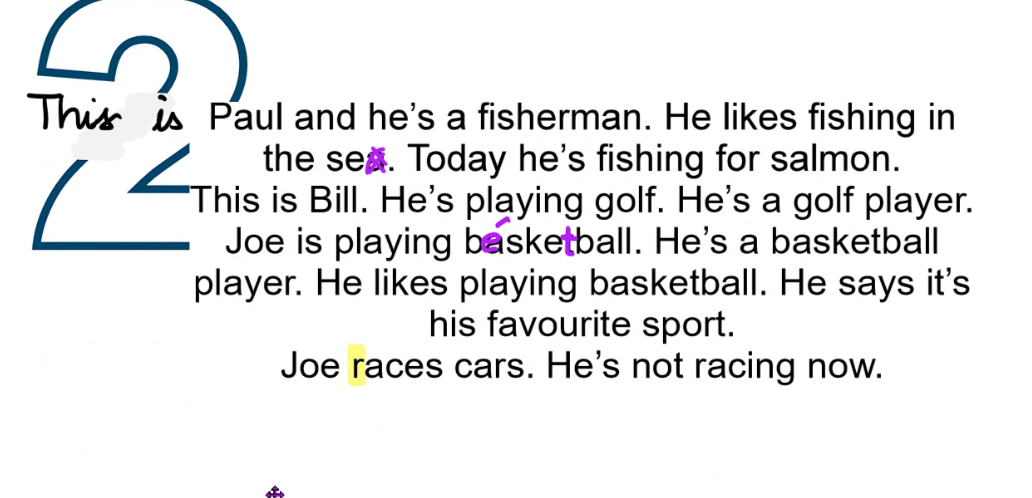 2
This is Paul and he's a fisherman. He likes fishing in
the sea. Today he's fishing for salmon.
This is Bill. He's playing golf. He's a golf player.
Joe is playing basketball. He's a basketball
player. He likes playing basketball. He says it's
his favourite sport.
Joe races cars. He's not racing now.